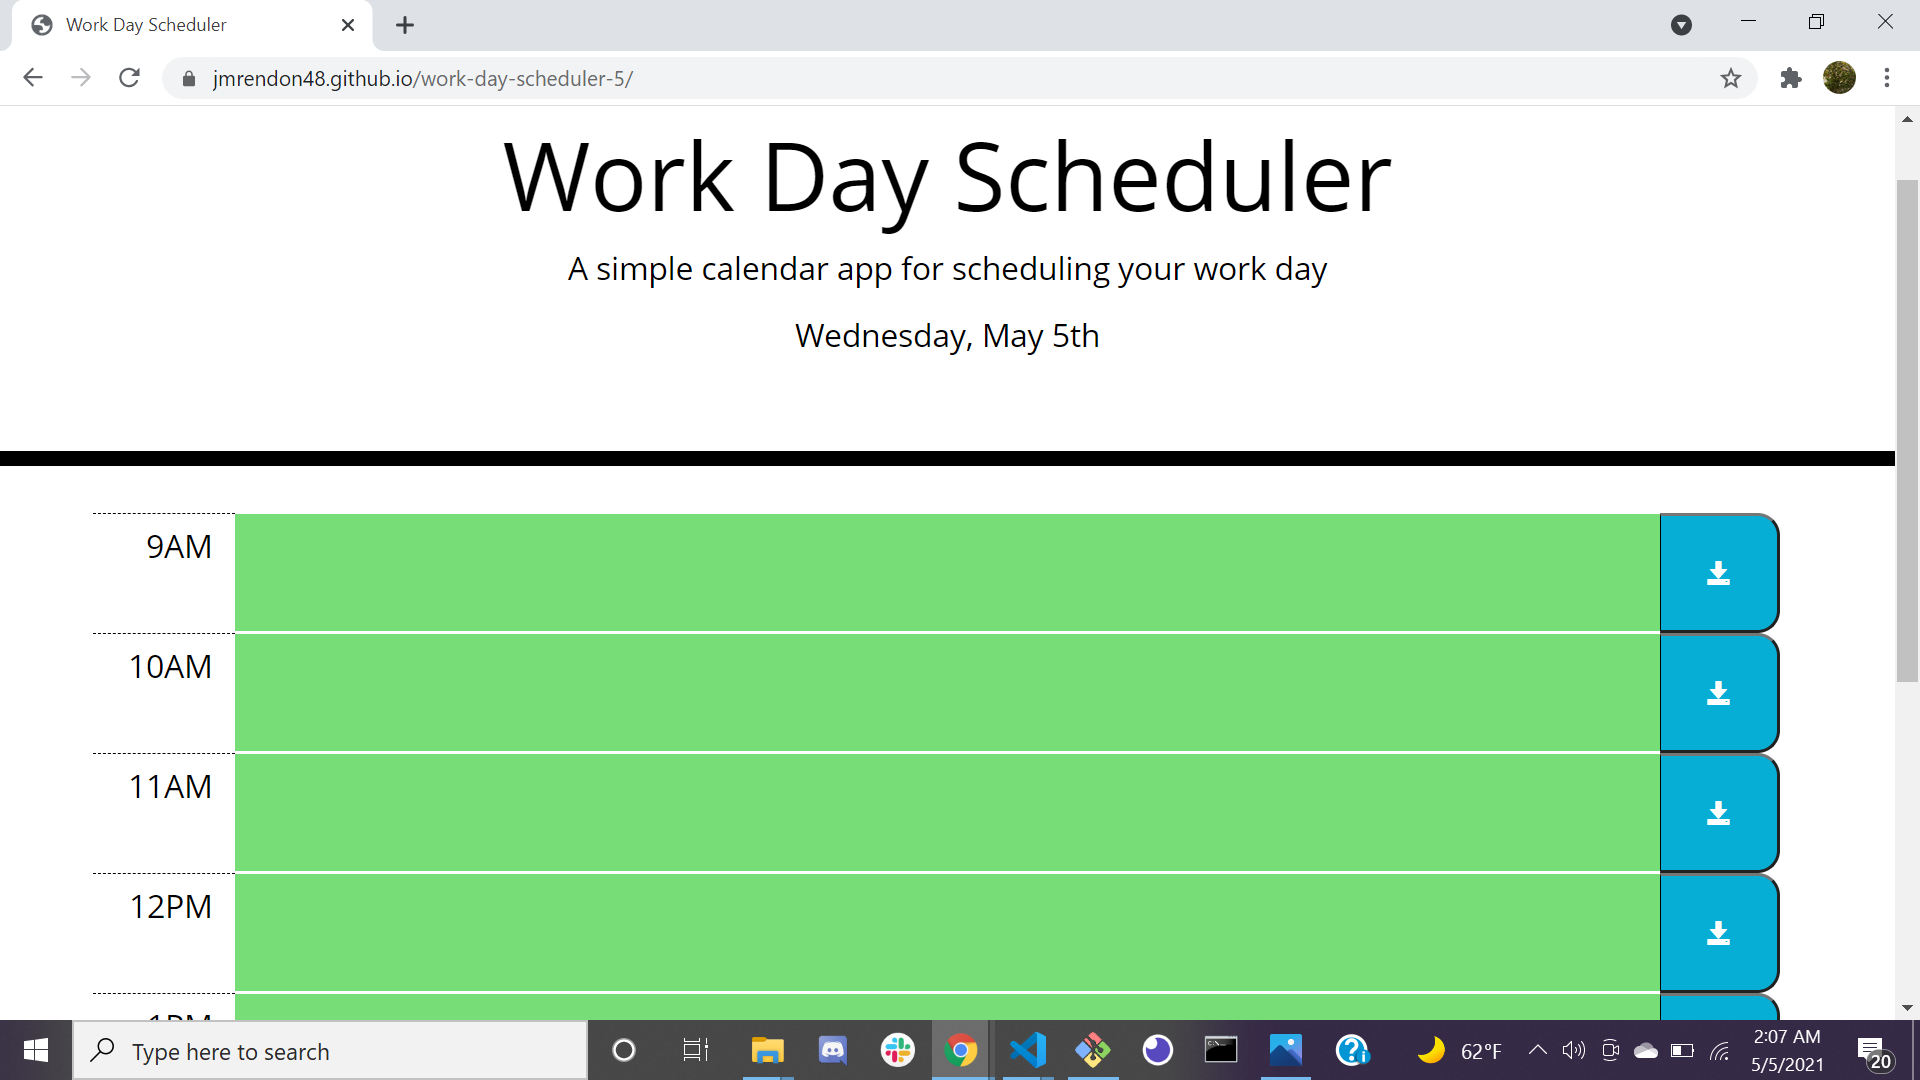 Work Day Scheduler
jmrendon48.github.io/work-day-scheduler-5/
Work Day Scheduler
A simple calendar app for scheduling your work day
Wednesday, May 5th
9AM
10AM
11AM
12PM
1PM
Type here to search
62°F
2:07 AM
5/5/2021
20